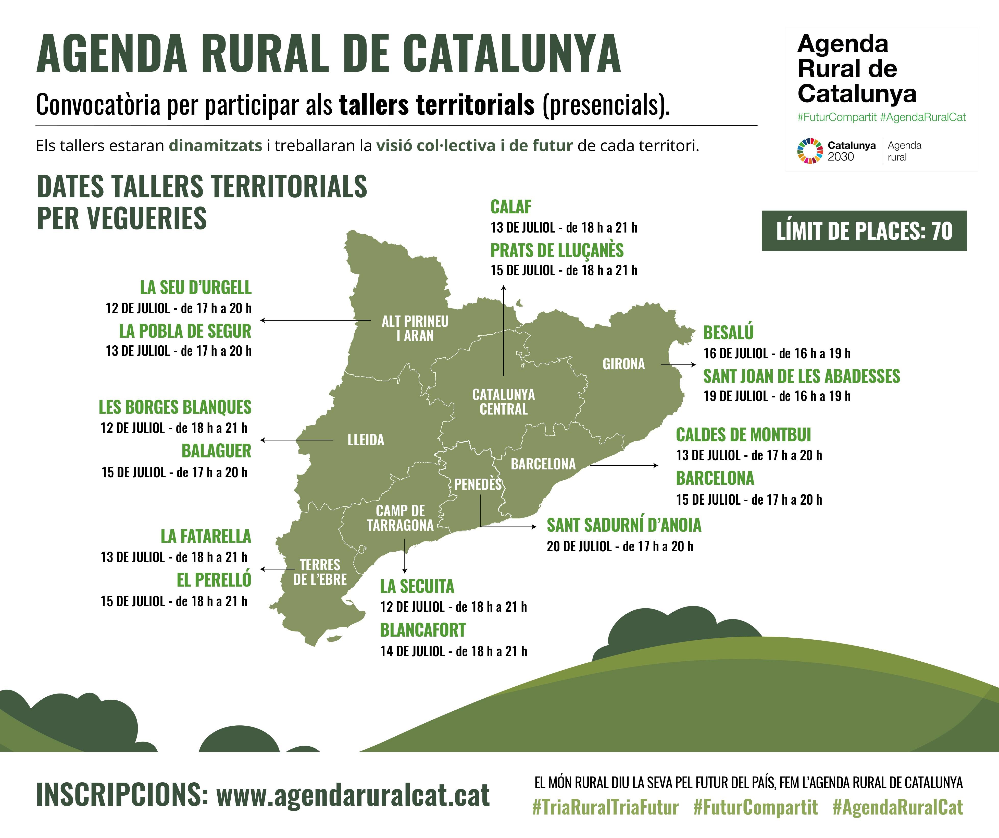 AGENDA RURAL DE CATALUNYA
Convocatòria per participar als tallers territorials (presencials).
Els tallers estaran dinamitzats i treballaran la visió col·lectiva i de futur de cada territori.
Agenda
Rural de
Catalunya
#FuturCompartit #AgendaRuralCat
Catalunya
2030
Agenda
rural
DATES TALLERS TERRITORIALS
PER VEGUERIES
LÍMIT DE PLACES: 70
CALAF
13 DE JULIOL - de 18 h a 21 h
PRATS DE LLUÇANÈS
15 DE JULIOL - de 18 h a 21 h
LA SEU D’URGELL
12 DE JULIOL - de 17 h a 20 h
LA POBLA DE SEGUR
13 DE JULIOL - de 17 h a 20 h
ALT PIRINEU
I ARAN
GIRONA
BESALÚ
16 DE JULIOL - de 16 h a 19 h
SANT JOAN DE LES ABADESSES
19 DE JULIOL - de 16 h a 19 h
CATALUNYA
CENTRAL
LES BORGES BLANQUES
12 DE JULIOL - de 18 h a 21 h
BALAGUER
15 DE JULIOL - de 17 h a 20 h
LLEIDA
BARCELONA
CALDES DE MONTBUI
13 DE JULIOL - de 17 h a 20 h
BARCELONA
15 DE JULIOL - de 17 h a 20 h
PENEDÈS
SANT SADURNÍ D’ANOIA
20 DE JULIOL - de 17 h a 20 h
CAMP DE
TARRAGONA
LA FATARELLA
13 DE JULIOL - de 18 h a 21 h
EL PERELLÓ
15 DE JULIOL - de 18 h a 21 h
TERRES
DE L’EBRE
LA SECUITA
12 DE JULIOL - de 18 h a 21 h
BLANCAFORT
14 DE JULIOL - de 18 h a 21 h
INSCRIPCIONS: www.agendaruralcat.cat
EL MÓN RURAL DIU LA SEVA PEL FUTUR DEL PAÍS, FEM L’AGENDA RURAL DE CATALUNYA
#TriaRuralTriaFutur #FuturCompartit #AgendaRuralCat